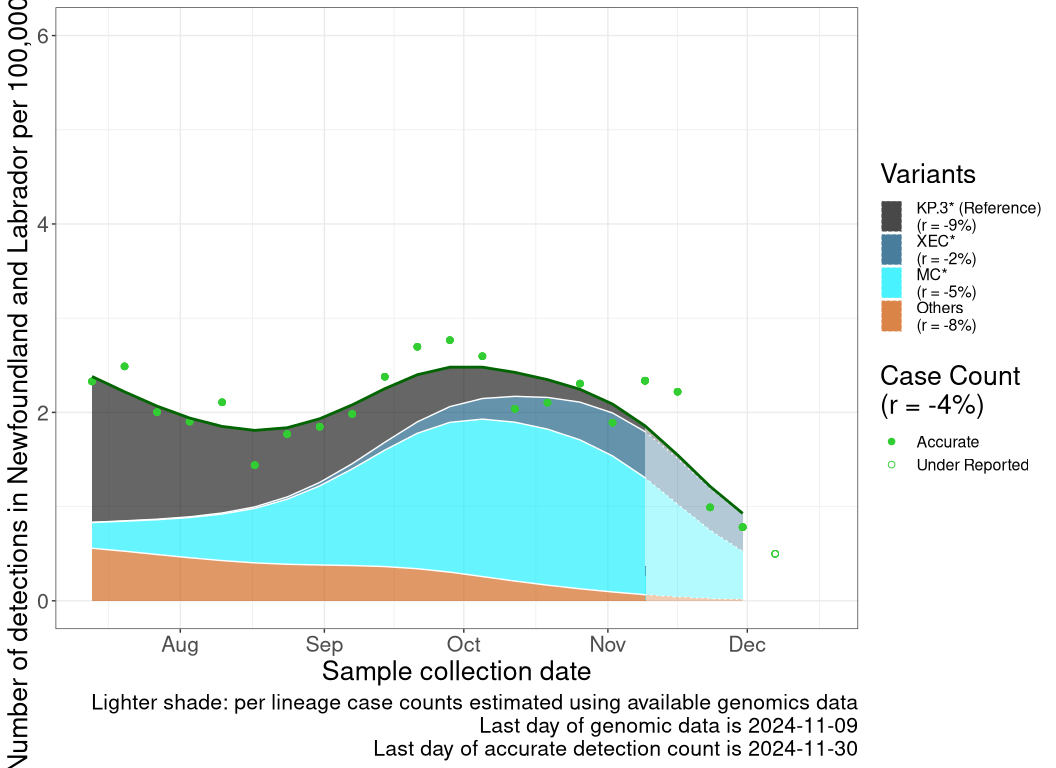 Number of detections in Newfoundland and Labrador per 100,000
6
4
2
0
Aug
Sep
Oct
Nov
Dec
Sample collection date
Lighter shade: per lineage case counts estimated using available genomics data
Last day of genomic data is 2024-11-09
Last day of accurate detection count is 2024-11-30
Variants
KP.3* (Reference)
(r = -9%)
XEC*
(r = -2%)
MC*
(r = -5%)
Others
(r = -8%)
Case Count
(r = -4%)
Accurate
Under Reported